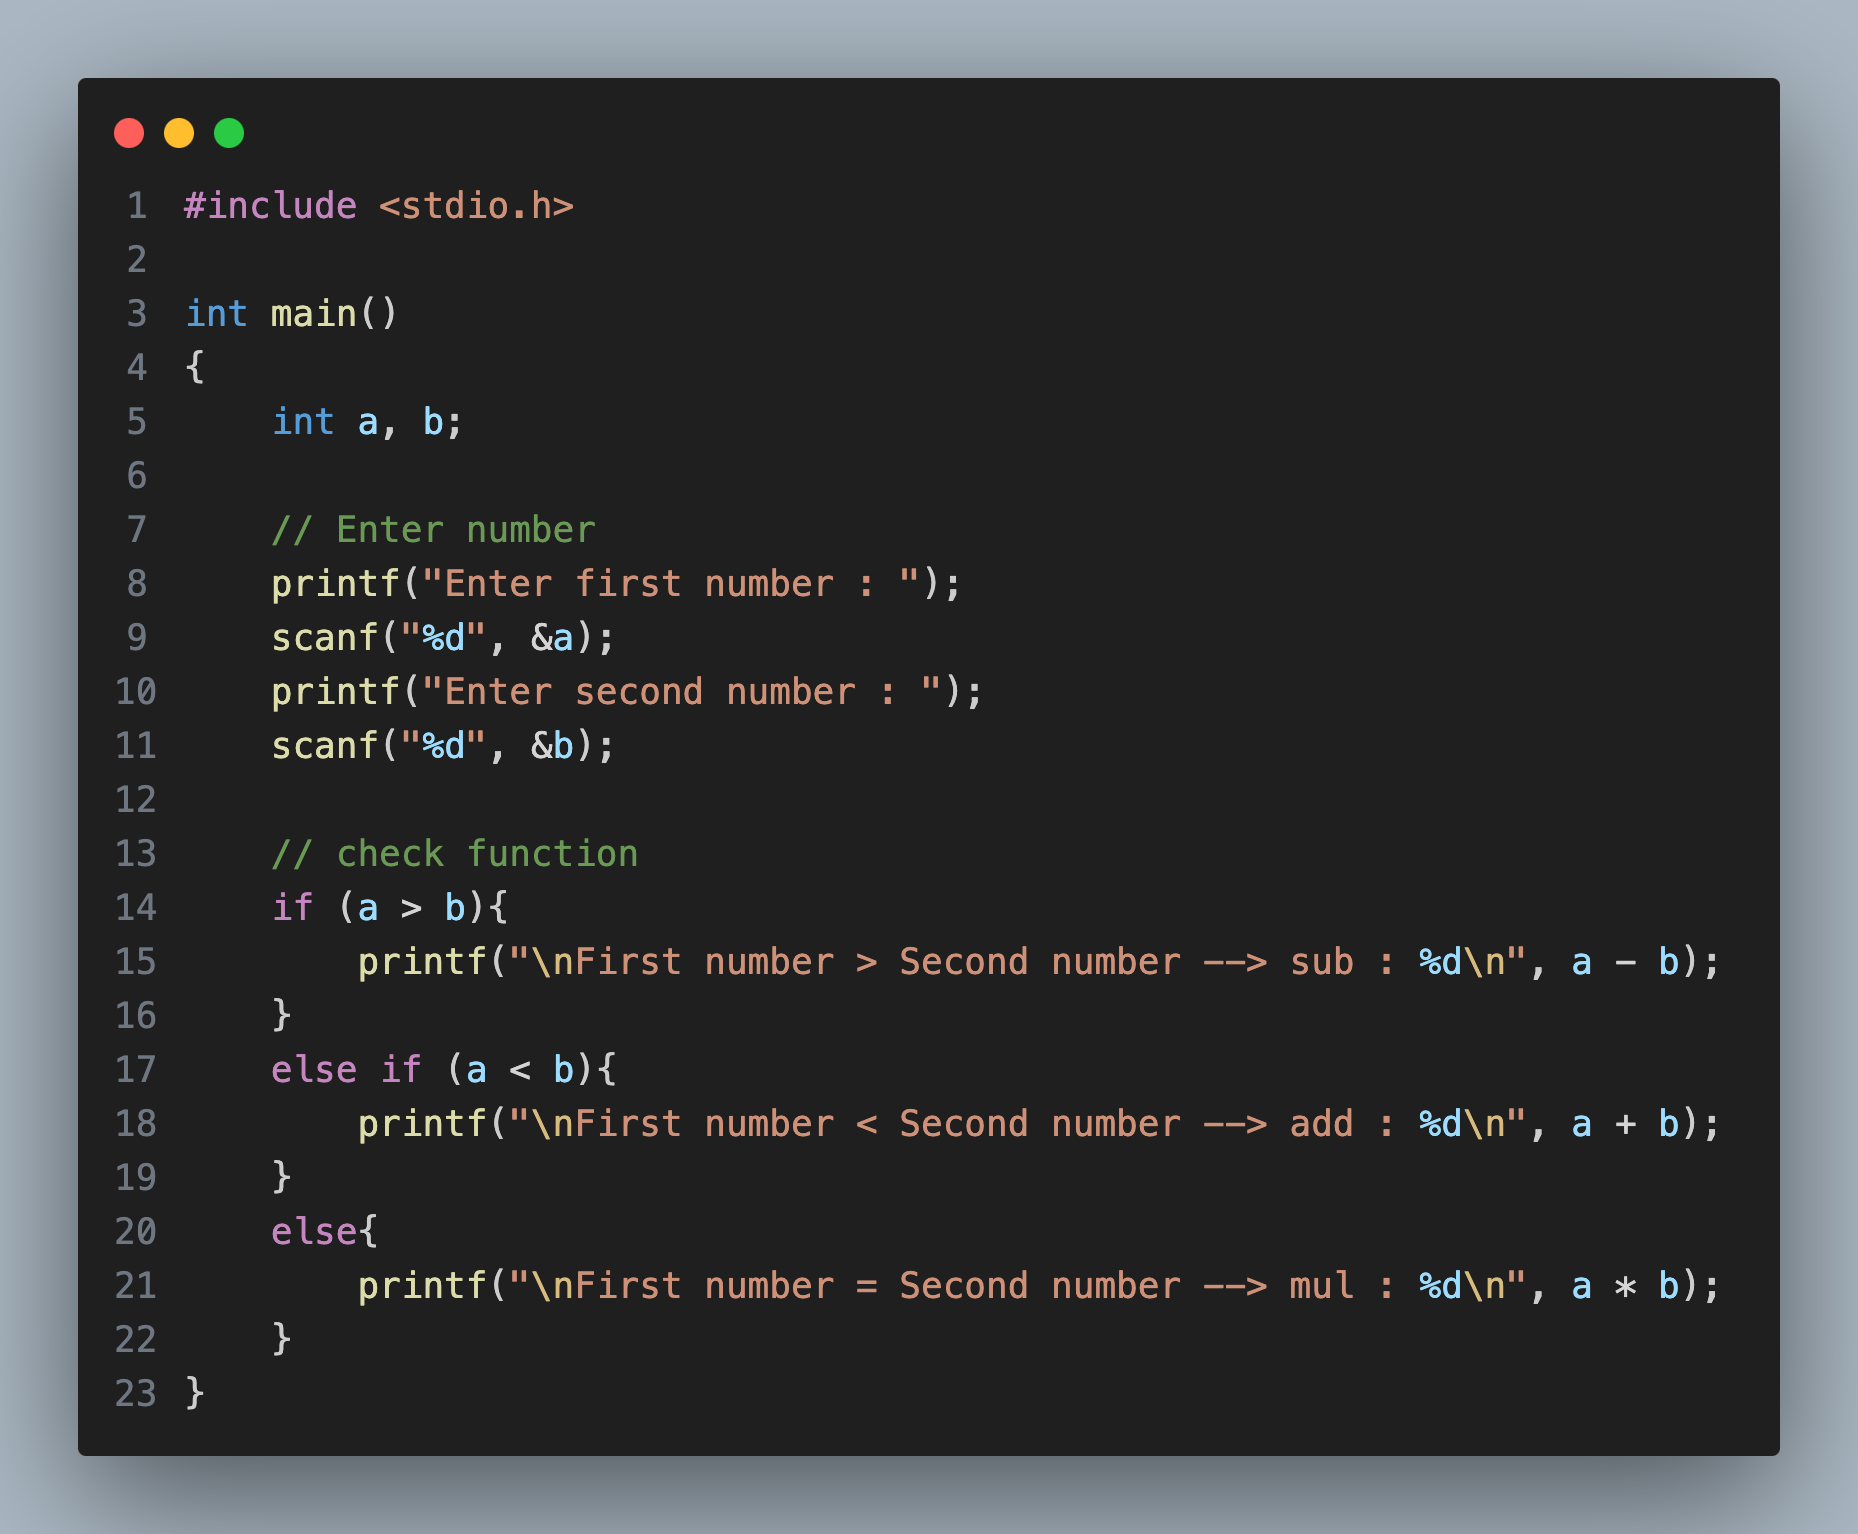 1 #include <stdio.h>
2
3 int main()
4 {
5     int a, b;
6
7     // Enter number
8     printf("Enter first number : ");
9     scanf("%d", &a);
10     printf("Enter second number : ");
11     scanf("%d", &b);
12
13     // check function
14     if (a > b){
15         printf("\nFirst number > Second number --> sub : %d\n", a - b);
16     }
17     else if (a < b){
18         printf("\nFirst number < Second number --> add : %d\n", a + b);
19     }
20     else{
21         printf("\nFirst number = Second number --> mul : %d\n", a * b);
22     }
23 }